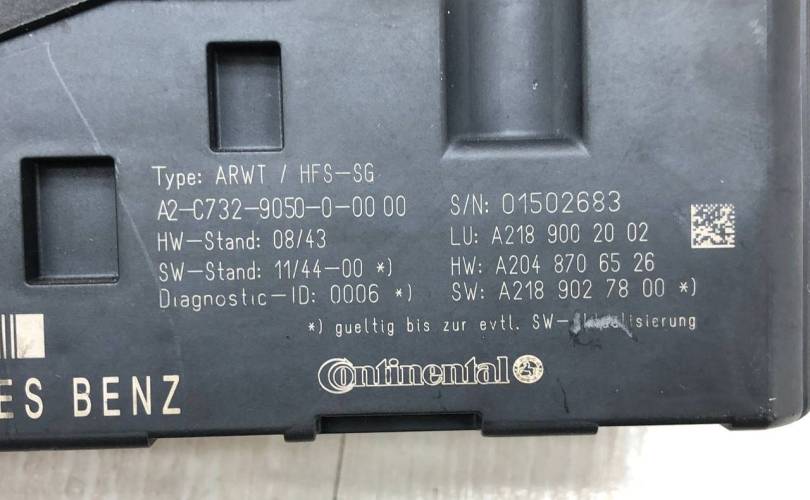 Type: ARWT / HFS-SG
A2-C732-9050-0-00 00
HW-Stand: 08/43
SW-Stand: 11/44-00 *)
Diagnostic-ID: 0006 *)
S/N: 01502683
LU: A218 900 20 02
HW: A204 870 65 26
SW: A218 902 78 00 *)
*) gueltig bis zur evtl. SW-
Continental
ES BENZ